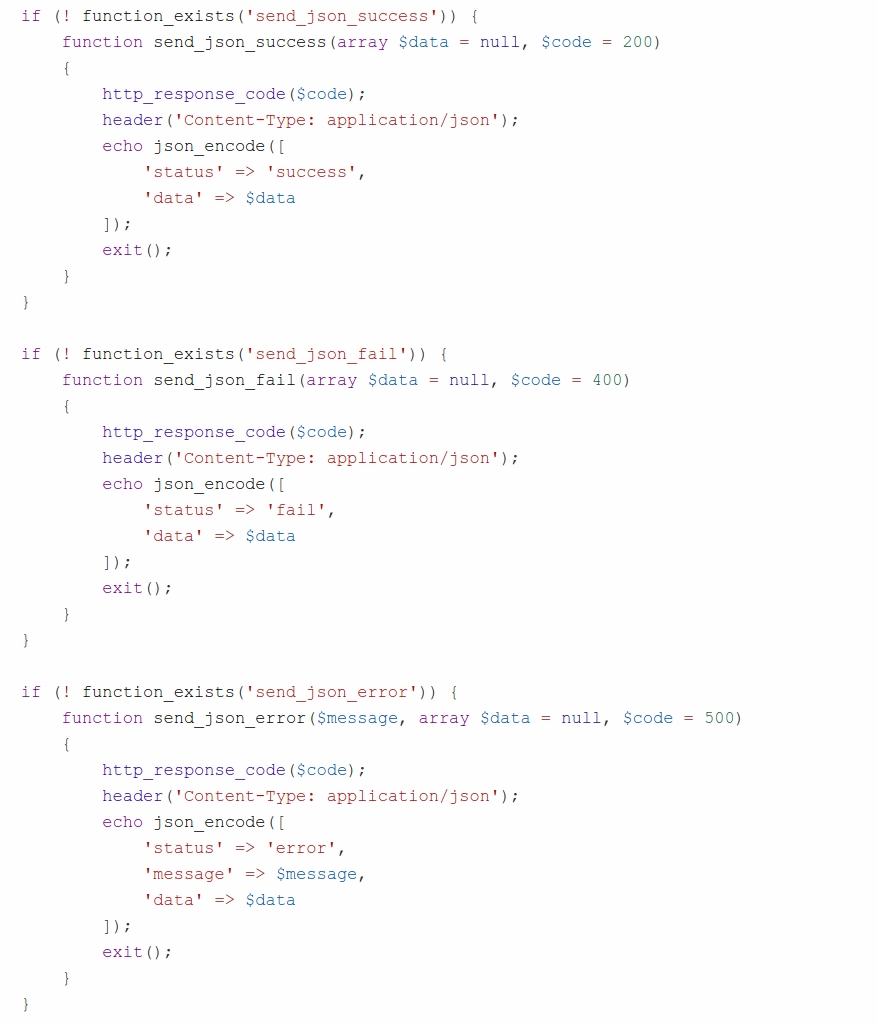 if (! function_exists('send_json_success')) {
    function send_json_success(array $data = null, $code = 200)
    {
        http_response_code($code);
        header('Content-Type: application/json');
        echo json_encode([
            'status' => 'success',
            'data' => $data
        ]);
        exit();
    }
}

if (! function_exists('send_json_fail')) {
    function send_json_fail(array $data = null, $code = 400)
    {
        http_response_code($code);
        header('Content-Type: application/json');
        echo json_encode([
            'status' => 'fail',
            'data' => $data
        ]);
        exit();
    }
}

if (! function_exists('send_json_error')) {
    function send_json_error($message, array $data = null, $code = 500)
    {
        http_response_code($code);
        header('Content-Type: application/json');
        echo json_encode([
            'status' => 'error',
            'message' => $message,
            'data' => $data
        ]);
        exit();
    }
}